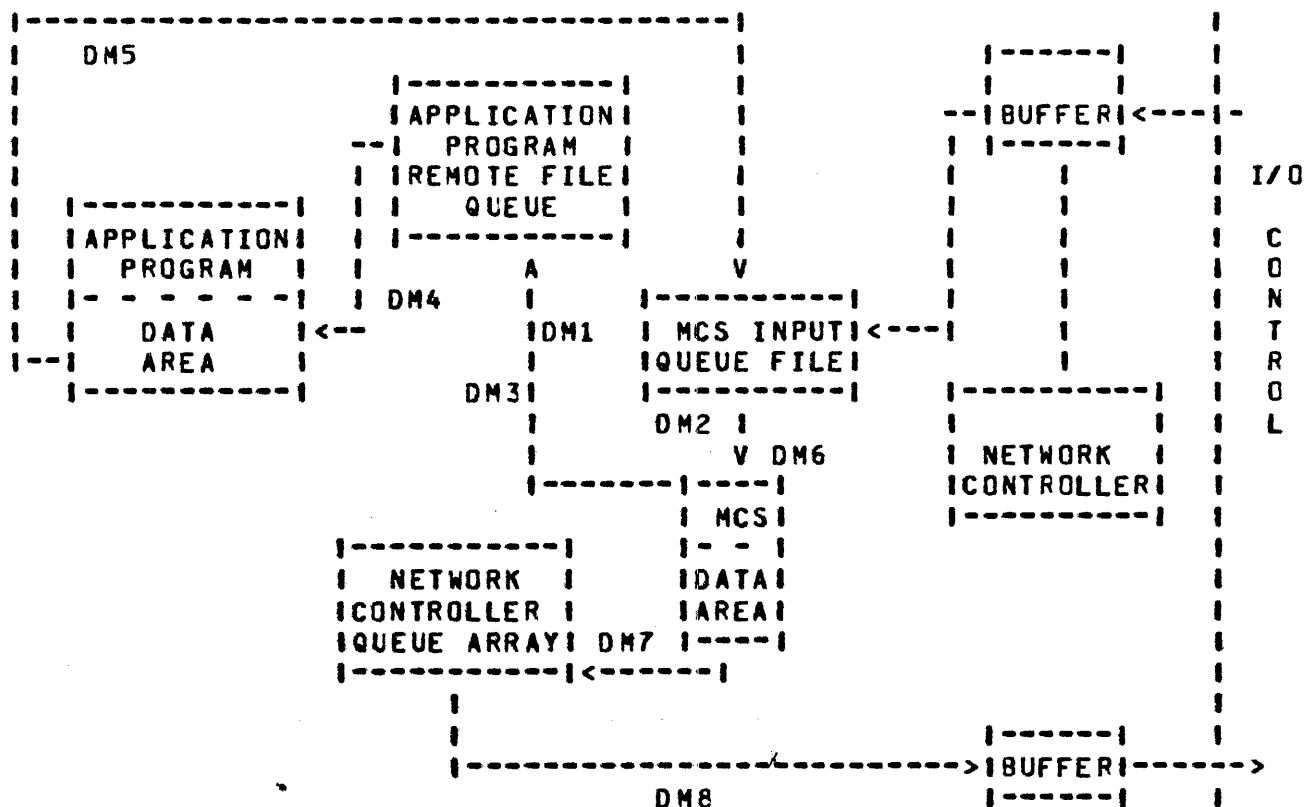 DM5
APPLICATION
PROGRAM
REMOTE FILE
QUEUE
BUFFER
I/O
CONTROL
APPLICATION
PROGRAM
DATA
AREA
DM4
A
V
DM1
MCS INPUT
QUEUE FILE
DM3
DM2
V DM6
NETWORK
CONTROLLER
MCS
DATA
AREA
NETWORK
CONTROLLER
QUEUE ARRAY
DM7
BUFFER
DM8